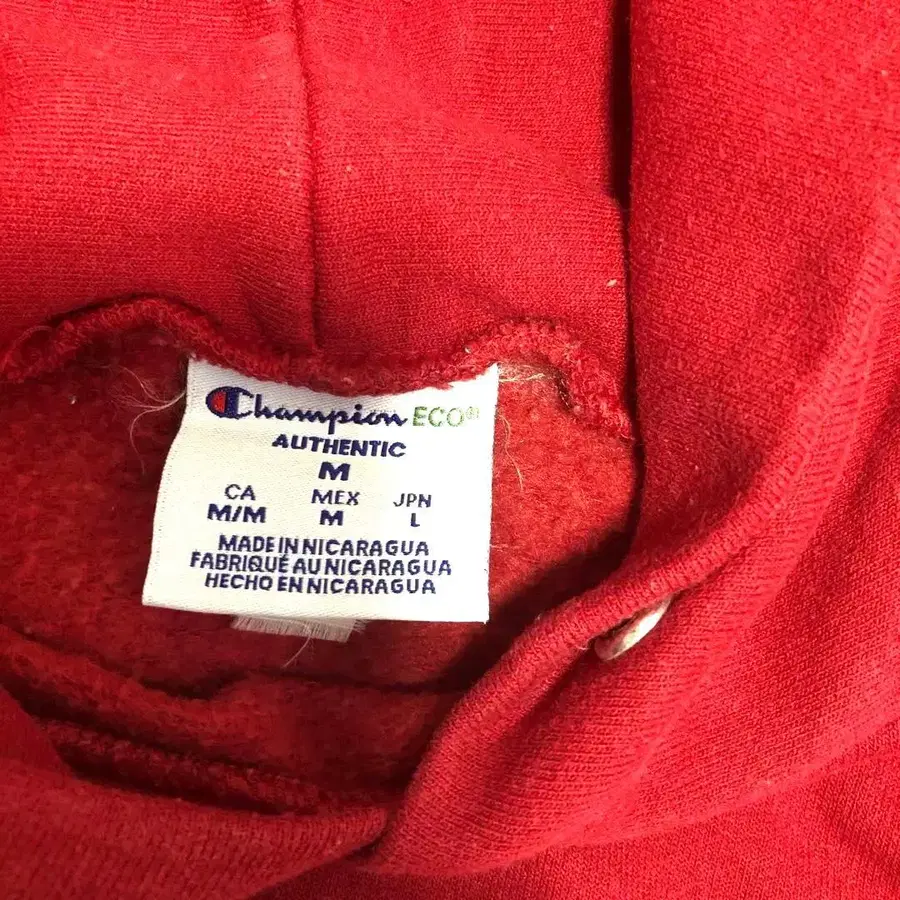 Champion ECO®
AUTHENTIC
M
CA MEX JPN
M/M M L
MADE IN NICARAGUA
FABRIQUÉ AU NICARAGUA
HECHO EN NICARAGUA